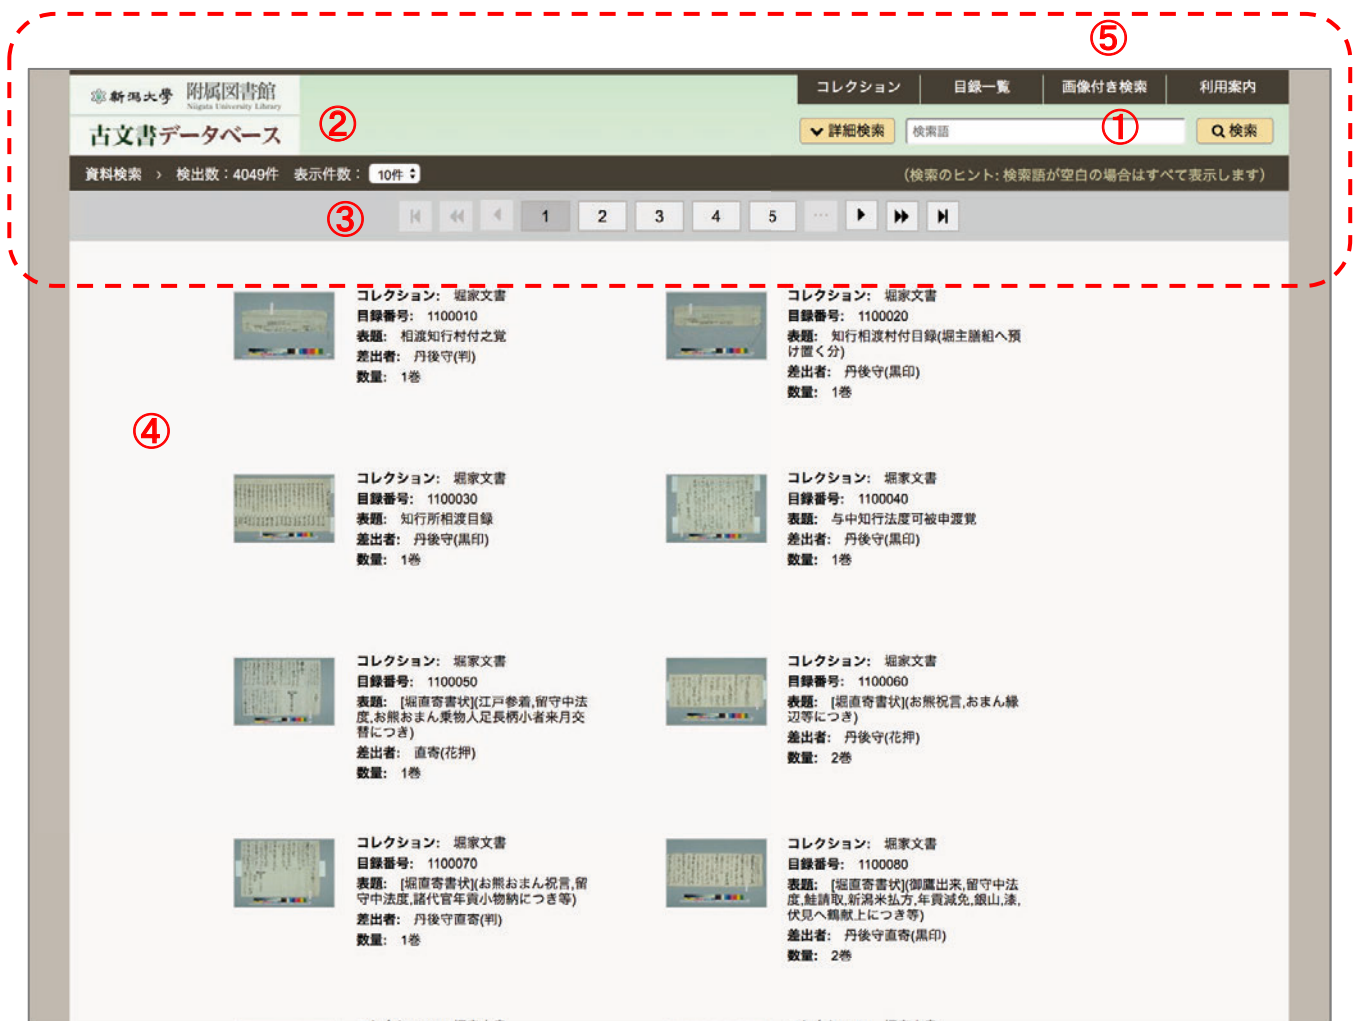 ⑤
新潟大學 附属図書館
Niigata University Library
古文書データベース
②
コレクション 目録一覧 画像付き検索 利用案内
詳細検索 検索語 ① 検索
資料検索 › 検出数：4049件 表示件数： 10件 (検索のヒント: 検索語が空白の場合はすべて表示します)
③ 1 2 3 4 5 …
④
コレクション: 堀家文書
目録番号: 1100010
表題: 相渡知行村付之覚
差出者: 丹後守(判)
数量: 1巻
コレクション: 堀家文書
目録番号: 1100020
表題: 知行相渡村付目録(堀主膳組へ預
け置く分)
差出者: 丹後守(黒印)
数量: 1巻
コレクション: 堀家文書
目録番号: 1100030
表題: 知行所相渡目録
差出者: 丹後守(黒印)
数量: 1巻
コレクション: 堀家文書
目録番号: 1100040
表題: 与中知行法度可被申渡覚
差出者: 丹後守(黒印)
数量: 1巻
コレクション: 堀家文書
目録番号: 1100050
表題: [堀直寄書状](江戸参着,留守中法
度,お熊おまん乗物人足長柄小者来月交
替につき)
差出者: 直寄(花押)
数量: 1巻
コレクション: 堀家文書
目録番号: 1100060
表題: [堀直寄書状](お熊祝言,おまん縁
辺等につき)
差出者: 丹後守(花押)
数量: 2巻
コレクション: 堀家文書
目録番号: 1100070
表題: [堀直寄書状](お熊おまん祝言,留
守中法度,諸代官年貢小物納につき等)
差出者: 丹後守直寄(判)
数量: 1巻
コレクション: 堀家文書
目録番号: 1100080
表題: [堀直寄書状](御鷹出来,留守中法
度,鮭請取,新潟米払方,年貢減免,銀山,漆,
伏見へ鶴献上につき等)
差出者: 丹後守直寄(黒印)
数量: 2巻